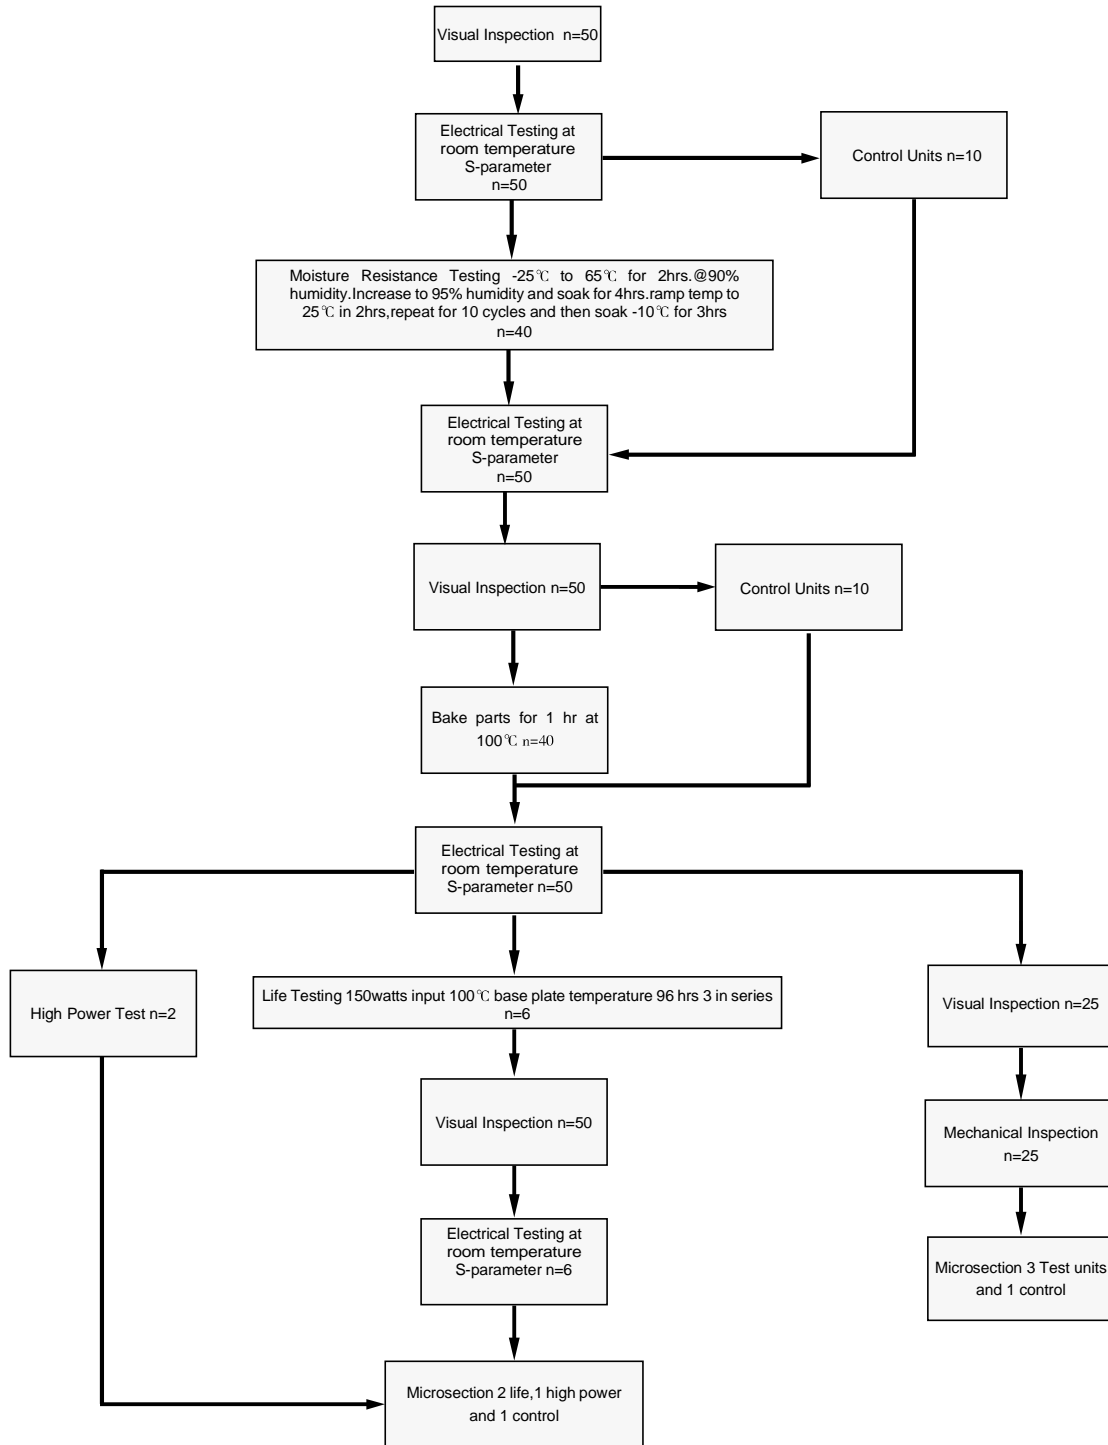 Visual Inspection n=50
Electrical Testing at
room temperature
S-parameter
n=50
Control Units n=10
Moisture Resistance Testing -25℃ to 65℃ for 2hrs.@90%
humidity.Increase to 95% humidity and soak for 4hrs.ramp temp to
25℃ in 2hrs,repeat for 10 cycles and then soak -10℃ for 3hrs
n=40
Electrical Testing at
room temperature
S-parameter
n=50
Visual Inspection n=50
Control Units n=10
Bake parts for 1 hr at
100℃ n=40
Electrical Testing at
room temperature
S-parameter n=50
High Power Test n=2
Life Testing 150watts input 100℃ base plate temperature 96 hrs 3 in series
n=6
Visual Inspection n=25
Visual Inspection n=50
Mechanical Inspection
n=25
Electrical Testing at
room temperature
S-parameter n=6
Microsection 3 Test units
and 1 control
Microsection 2 life,1 high power
and 1 control